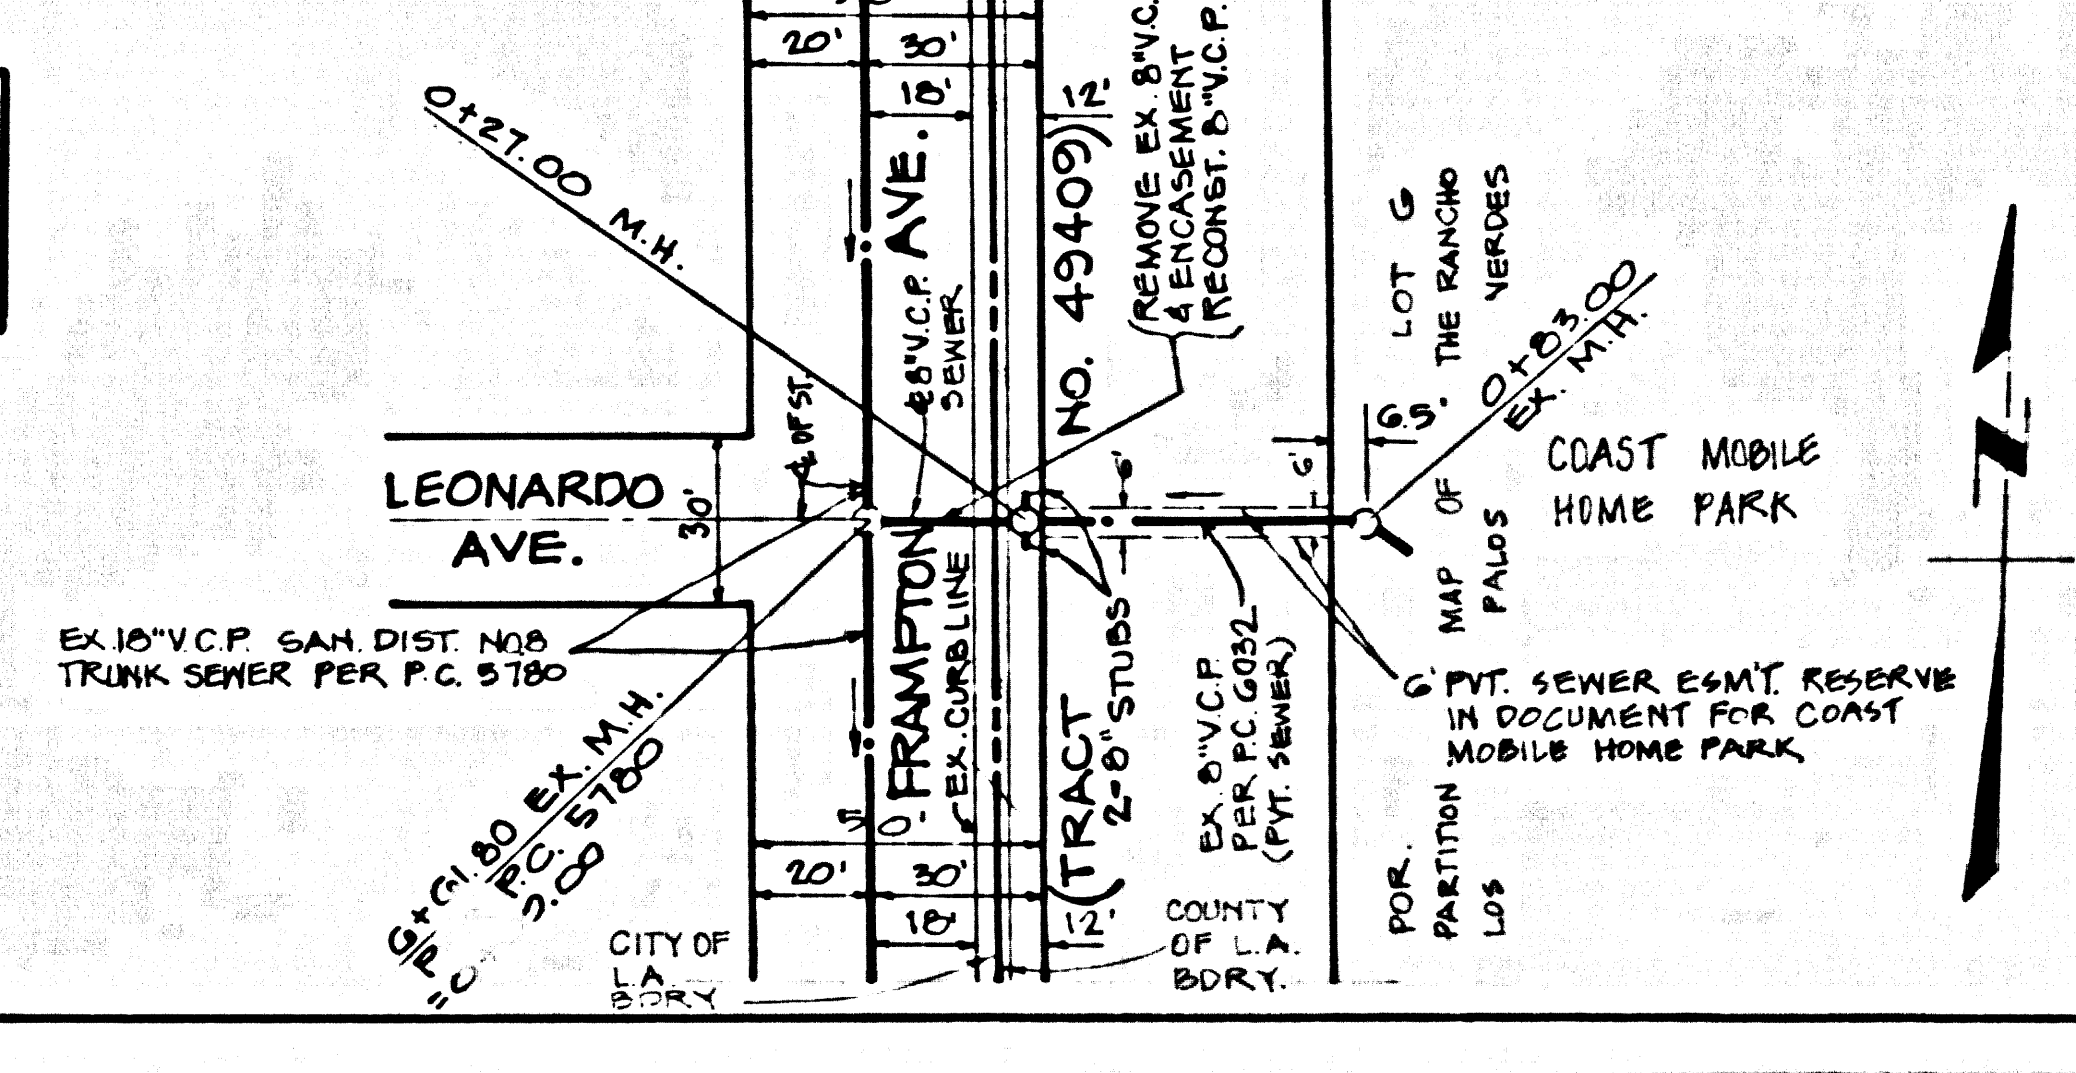 20'
30'
18'
12'
0+27.00 M.H.
℄ 8" V.C.P.
SEWER
FRAMPTON AVE.
(TRACT NO. 49409)
(REMOVE EX. 8" V.C.
& ENCASEMENT
RECONST. 8" V.C.P.
POR. LOT G
PARTITION MAP OF THE RANCHO
LOS PALOS VERDES
0+83.00
EX. M.H.
6.5'
6'
6'
COAST MOBILE
HOME PARK
LEONARDO
AVE.
30'
℄ OF ST.
EX. 18" V.C.P. SAN. DIST. NO. 8
TRUNK SEWER PER P.C. 5780
EX. M.H.
P.C. 5780
EX. CURB LINE
2-8" STUBS
EX. 8" V.C.P.
PER P.C. 6032
(PVT. SEWER)
6' PVT. SEWER ESM'T. RESERVE
IN DOCUMENT FOR COAST
MOBILE HOME PARK
50'
20'
30'
18'
12'
CITY OF
L.A.
BDRY
COUNTY
OF L.A.
BDRY.